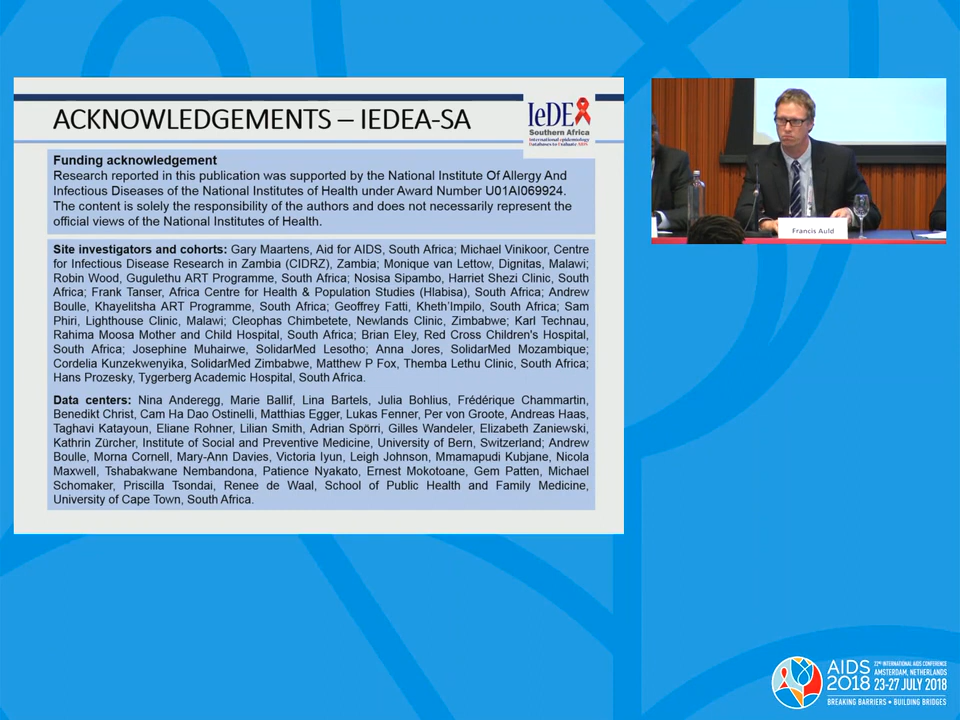 ACKNOWLEDGEMENTS – IEDEA-SA
IeDEA
Southern Africa
International epidemiology
Databases to Evaluate AIDS
Funding acknowledgement
Research reported in this publication was supported by the National Institute Of Allergy And
Infectious Diseases of the National Institutes of Health under Award Number U01AI069924.
The content is solely the responsibility of the authors and does not necessarily represent the
official views of the National Institutes of Health.
Site investigators and cohorts: Gary Maartens, Aid for AIDS, South Africa; Michael Vinikoor, Centre
for Infectious Disease Research in Zambia (CIDRZ), Zambia; Monique van Lettow, Dignitas, Malawi;
Robin Wood, Gugulethu ART Programme, South Africa; Nosisa Sipambo, Harriet Shezi Clinic, South
Africa; Frank Tanser, Africa Centre for Health & Population Studies (Hlabisa), South Africa; Andrew
Boulle, Khayelitsha ART Programme, South Africa; Geoffrey Fatti, Kheth'Impilo, South Africa; Sam
Phiri, Lighthouse Clinic, Malawi; Cleophas Chimbetete, Newlands Clinic, Zimbabwe; Karl Technau,
Rahima Moosa Mother and Child Hospital, South Africa; Brian Eley, Red Cross Children's Hospital,
South Africa; Josephine Muhairwe, SolidarMed Lesotho; Anna Jores, SolidarMed Mozambique;
Cordelia Kunzekwenyika, SolidarMed Zimbabwe, Matthew P Fox, Themba Lethu Clinic, South Africa;
Hans Prozesky, Tygerberg Academic Hospital, South Africa.
Data centers: Nina Anderegg, Marie Ballif, Lina Bartels, Julia Bohlius, Frédérique Chammartin,
Benedikt Christ, Cam Ha Dao Ostinelli, Matthias Egger, Lukas Fenner, Per von Groote, Andreas Haas,
Taghavi Katayoun, Eliane Rohner, Lilian Smith, Adrian Spörri, Gilles Wandeler, Elizabeth Zaniewski,
Kathrin Zürcher, Institute of Social and Preventive Medicine, University of Bern, Switzerland; Andrew
Boulle, Morna Cornell, Mary-Ann Davies, Victoria Iyun, Leigh Johnson, Mmamapudi Kubjane, Nicola
Maxwell, Tshabakwane Nembandona, Patience Nyakato, Ernest Mokotoane, Gem Patten, Michael
Schomaker, Priscilla Tsondai, Renee de Waal, School of Public Health and Family Medicine,
University of Cape Town, South Africa.
Francis Auld
AIDS
2018
22ND INTERNATIONAL AIDS CONFERENCE
AMSTERDAM, NETHERLANDS
23-27 JULY 2018
BREAKING BARRIERS • BUILDING BRIDGES